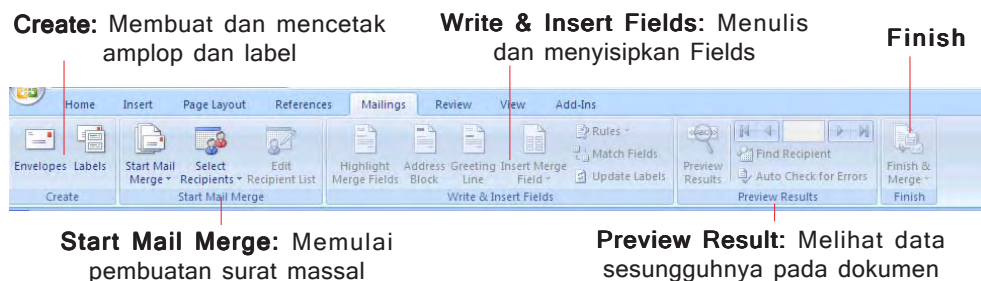 Create: Membuat dan mencetak
amplop dan label
Write & Insert Fields: Menulis
dan menyisipkan Fields
Finish
Home Insert Page Layout References Mailings Review View Add-Ins
Envelopes Labels
Create
Start Mail Merge
Select Recipients
Edit Recipient List
Start Mail Merge
Highlight Merge Fields
Address Block
Greeting Line
Insert Merge Field
Rules
Match Fields
Update Labels
Write & Insert Fields
Preview Results
ABC
Find Recipient
Auto Check for Errors
Preview Results
Finish & Merge
Finish
Start Mail Merge: Memulai
pembuatan surat massal
Preview Result: Melihat data
sesungguhnya pada dokumen